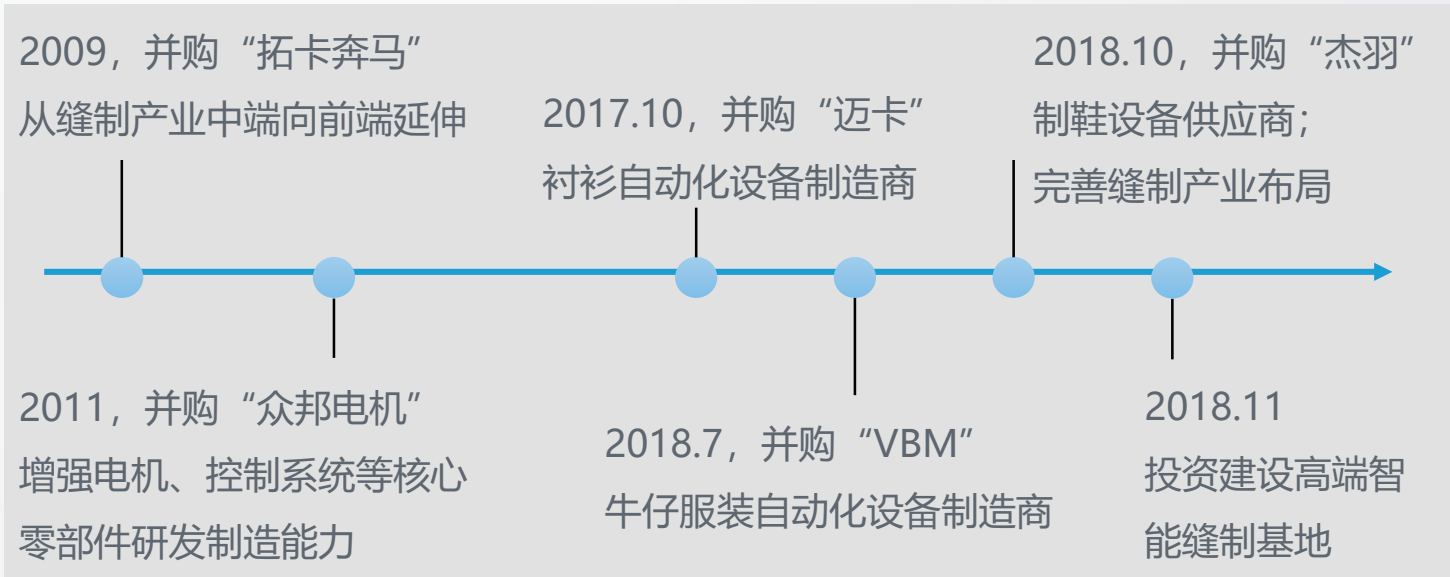 2009，并购“拓卡奔马”
从缝制产业中端向前端延伸
2011，并购“众邦电机”
增强电机、控制系统等核心
零部件研发制造能力
2017.10，并购“迈卡”
衬衫自动化设备制造商
2018.7，并购“VBM”
牛仔服装自动化设备制造商
2018.10，并购“杰羽”
制鞋设备供应商；
完善缝制产业布局
2018.11
投资建设高端智
能缝制基地